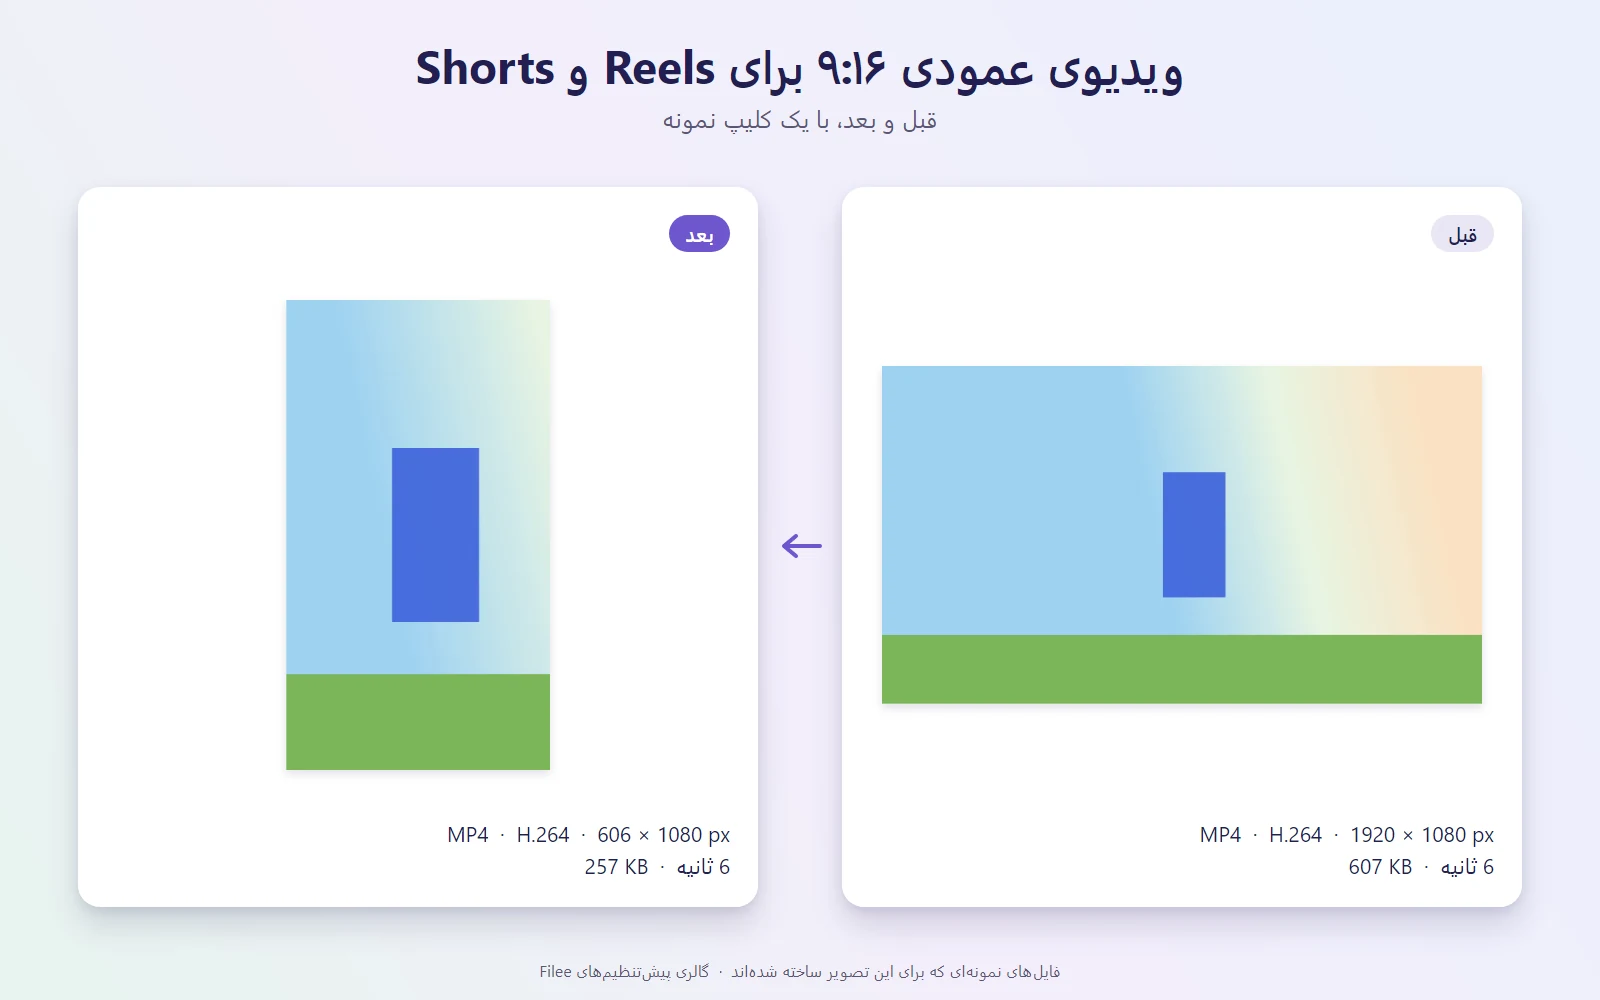 ویدیوی عمودی ۹:۱۶ برای Reels و Shorts
قبل و بعد، با یک کلیپ نمونه
قبل
MP4 · H.264 · 1920 × 1080 px
6 ثانیه · 607 KB
بعد
MP4 · H.264 · 606 × 1080 px
6 ثانیه · 257 KB
فایل‌های نمونه‌ای که برای این تصویر ساخته شده‌اند · گالری پیش‌تنظیم‌های Filee